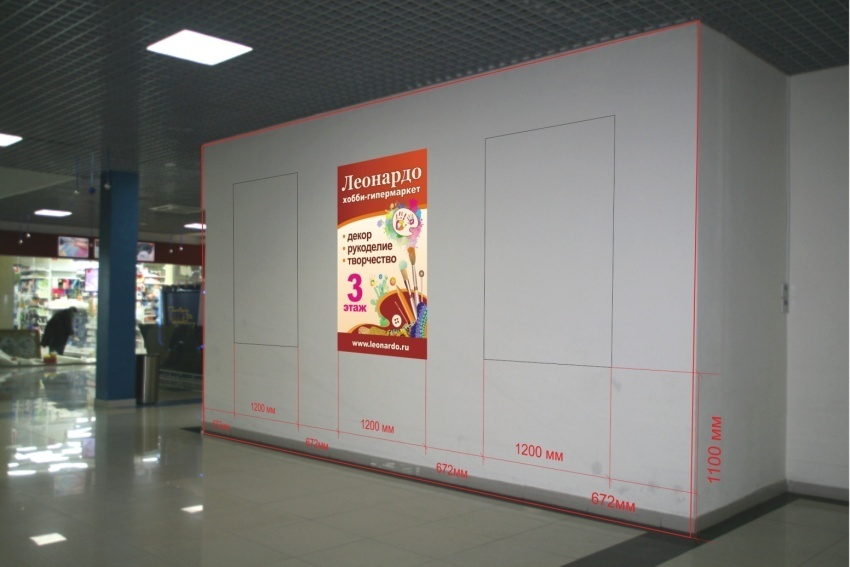 Леонардо
хобби-гипермаркет
• декор
• рукоделие
• творчество
3
этаж
www.leonardo.ru
1200 мм
1200 мм
1200 мм
672мм
672мм
672мм
1100 мм